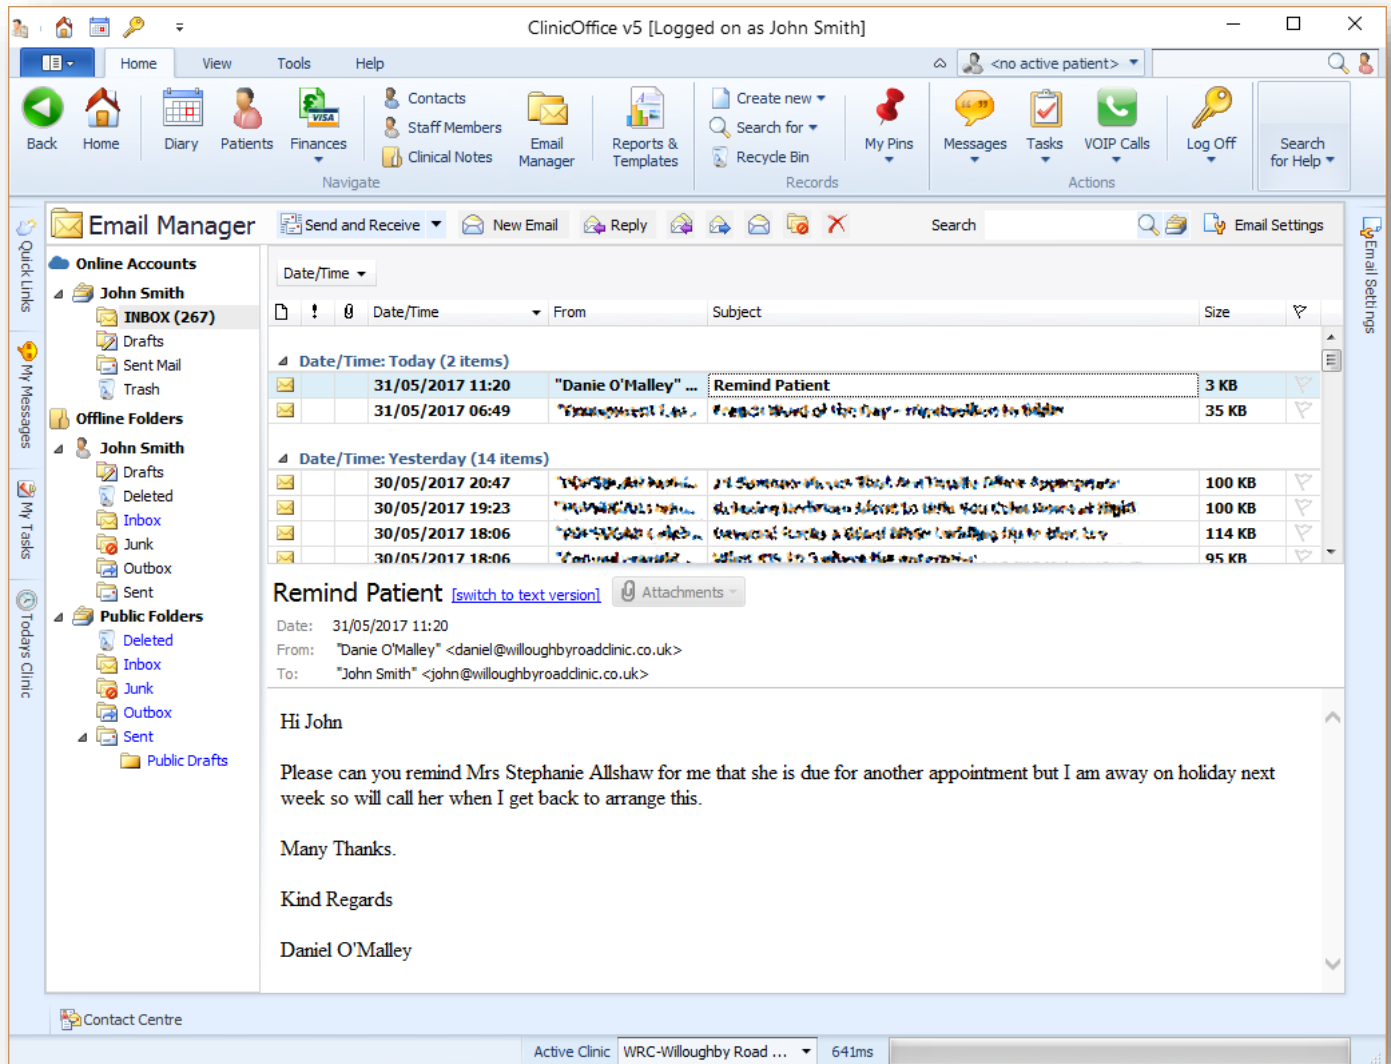 ClinicOffice v5 [Logged on as John Smith]
Home View Tools Help <no active patient>
Back Home Diary Patients Finances Contacts Staff Members Clinical Notes Email Manager Reports & Templates Create new Search for Recycle Bin My Pins Messages Tasks VOIP Calls Log Off Search for Help
VISA
Navigate Records Actions
Email Manager Send and Receive New Email Reply Search Email Settings
Quick Links
My Messages
My Tasks
Todays Clinic
Email Settings
Online Accounts
John Smith
INBOX (267)
Drafts
Sent Mail
Trash
Offline Folders
John Smith
Drafts
Deleted
Inbox
Junk
Outbox
Sent
Public Folders
Deleted
Inbox
Junk
Outbox
Sent
Public Drafts
Date/Time
Date/Time From Subject Size
Date/Time: Today (2 items)
31/05/2017 11:20 "Danie O'Malley" ... Remind Patient 3 KB
31/05/2017 06:49 35 KB
Date/Time: Yesterday (14 items)
30/05/2017 20:47 100 KB
30/05/2017 19:23 100 KB
30/05/2017 18:06 114 KB
30/05/2017 18:06 95 KB
Remind Patient [switch to text version] Attachments
Date: 31/05/2017 11:20
From: "Danie O'Malley" <daniel@willoughbyroadclinic.co.uk>
To: "John Smith" <john@willoughbyroadclinic.co.uk>
Hi John
Please can you remind Mrs Stephanie Allshaw for me that she is due for another appointment but I am away on holiday next
week so will call her when I get back to arrange this.
Many Thanks.
Kind Regards
Daniel O'Malley
Contact Centre
Active Clinic WRC-Willoughby Road ... 641ms